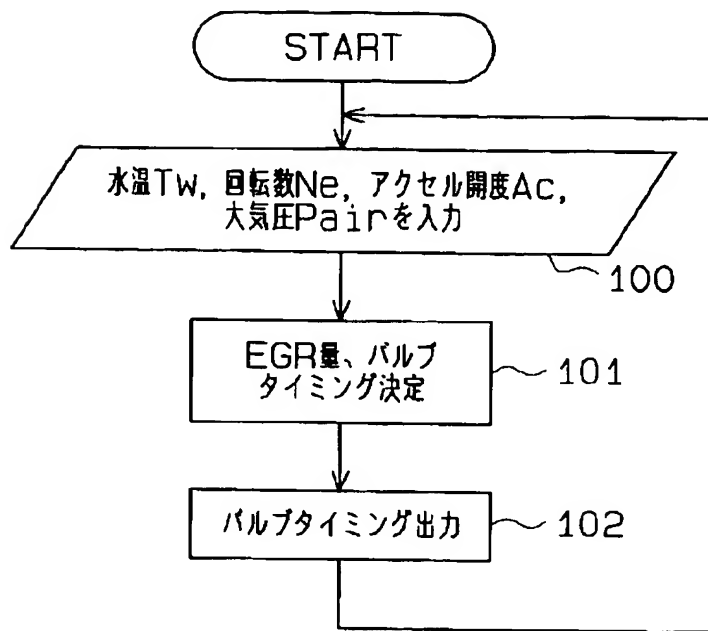 START
水温Tw, 回転数Ne, アクセル開度Ac,
大気圧Pairを入力
100
EGR量、バルブ
タイミング決定
101
バルブタイミング出力
102